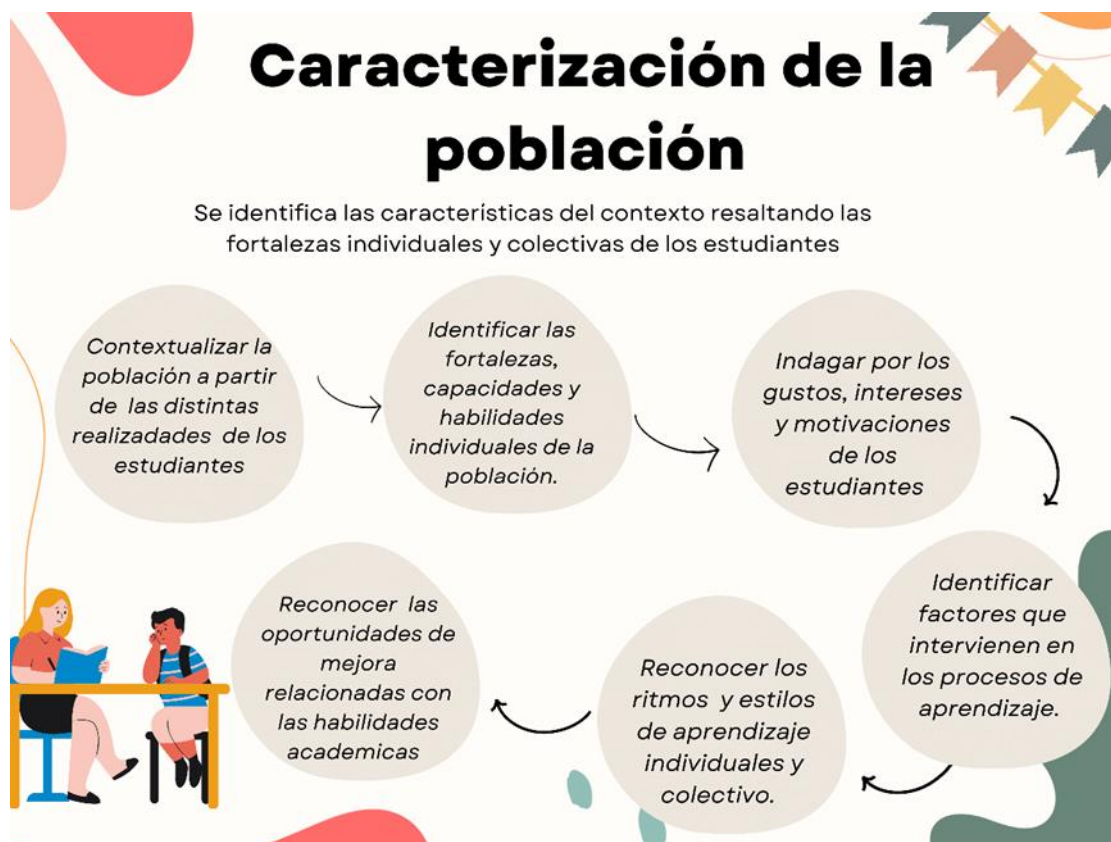 Caracterización de la
población
Se identifica las características del contexto resaltando las
fortalezas individuales y colectivas de los estudiantes
Contextualizar la
población a partir
de las distintas
realizadades de los
estudiantes
Identificar las
fortalezas,
capacidades y
habilidades
individuales de la
población.
Indagar por los
gustos, intereses
y motivaciones
de los
estudiantes
Identificar
factores que
intervienen en
los procesos de
aprendizaje.
Reconocer los
ritmos y estilos
de aprendizaje
individuales y
colectivo.
Reconocer las
oportunidades de
mejora
relacionadas con
las habilidades
academicas